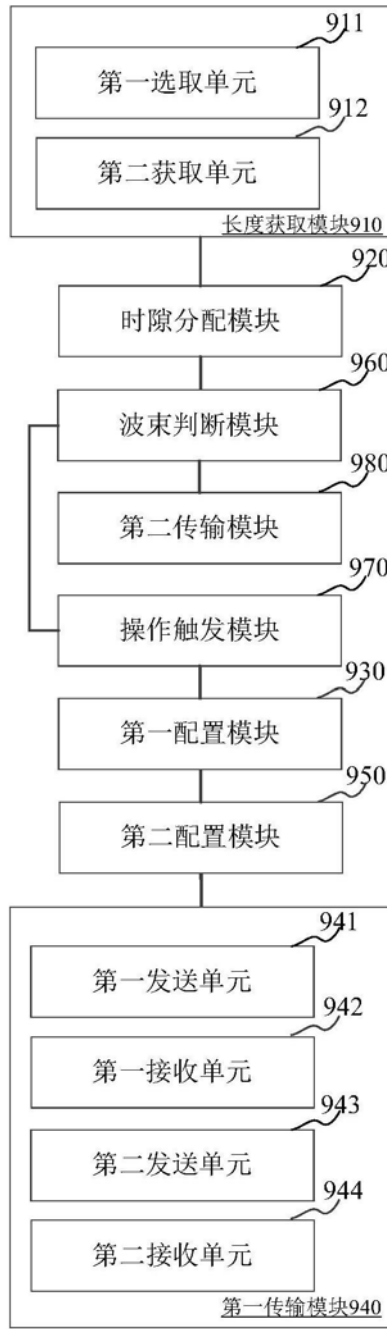 911
第一选取单元
912
第二获取单元
长度获取模块910
920
时隙分配模块
960
波束判断模块
980
第二传输模块
970
操作触发模块
930
第一配置模块
950
第二配置模块
941
第一发送单元
942
第一接收单元
943
第二发送单元
944
第二接收单元
第一传输模块940